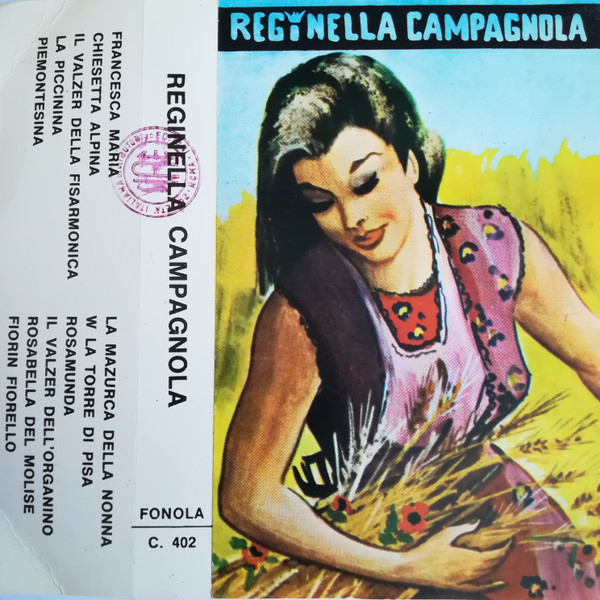 REGINELLA CAMPAGNOLA
REGINELLA CAMPAGNOLA
FONOLA
C. 402
FRANCESCA MARIA
CHIESETTA ALPINA
IL VALZER DELLA FISARMONICA
LA PICCININA
PIEMONTESINA
LA MAZURCA DELLA NONNA
W LA TORRE DI PISA
ROSAMUNDA
IL VALZER DELL'ORGANINO
ROSABELLA DEL MOLISE
FIORIN FIORELLO